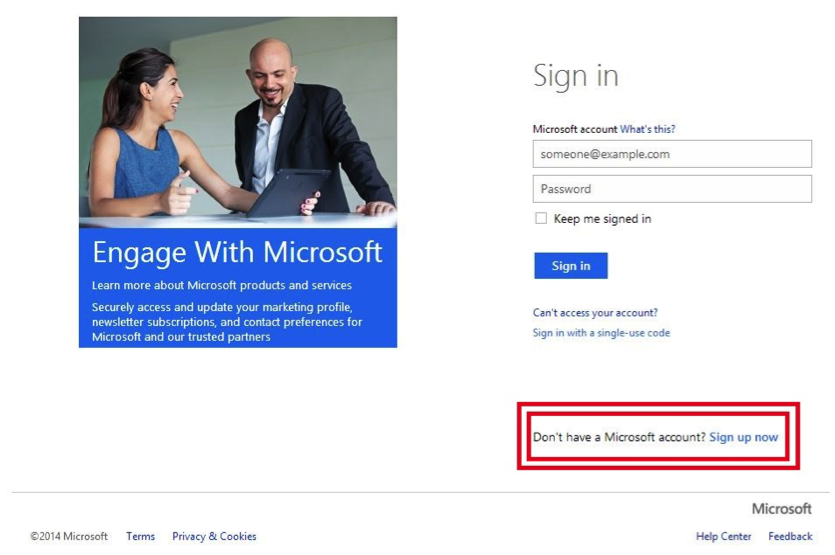 Engage With Microsoft
Learn more about Microsoft products and services
Securely access and update your marketing profile,
newsletter subscriptions, and contact preferences for
Microsoft and our trusted partners
Sign in
Microsoft account What's this?
someone@example.com
Password
Keep me signed in
Sign in
Can't access your account?
Sign in with a single-use code
Don't have a Microsoft account? Sign up now
Microsoft
©2014 Microsoft Terms Privacy & Cookies Help Center Feedback